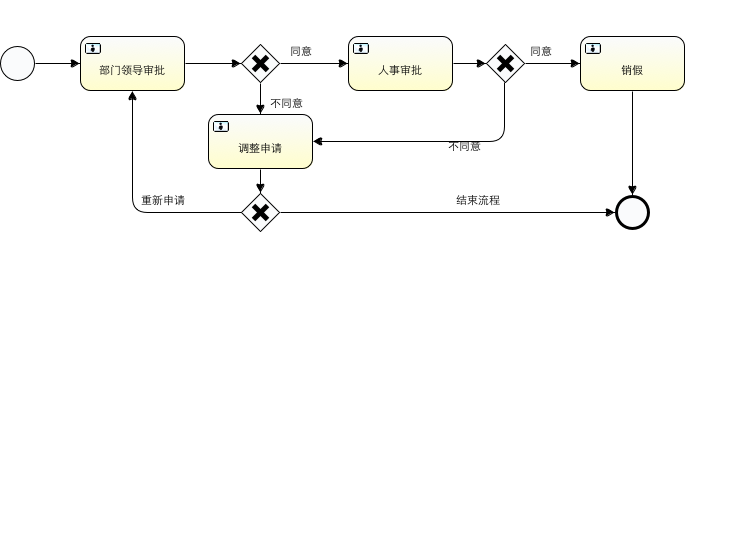 同意
同意
部门领导审批
人事审批
销假
不同意
调整申请
不同意
重新申请
结束流程